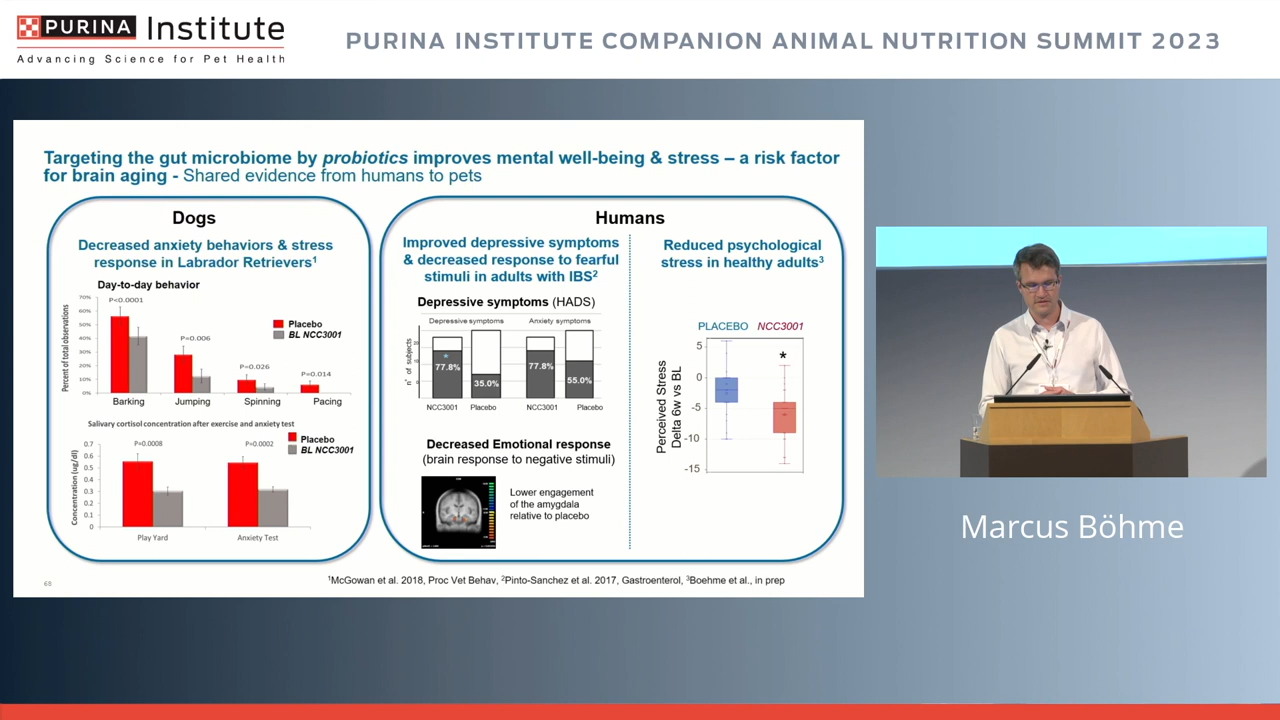 PURINA Institute
Advancing Science for Pet Health
PURINA INSTITUTE COMPANION ANIMAL NUTRITION SUMMIT 2023
Targeting the gut microbiome by probiotics improves mental well-being & stress – a risk factor
for brain aging - Shared evidence from humans to pets
Dogs
Decreased anxiety behaviors & stress
response in Labrador Retrievers1
Day-to-day behavior
P<0.0001
P=0.006
P=0.026
P=0.014
Placebo
BL NCC3001
Percent of total observations
70%
60%
50%
40%
30%
20%
10%
0%
Barking
Jumping
Spinning
Pacing
Salivary cortisol concentration after exercise and anxiety test
Placebo
BL NCC3001
P=0.0008
P=0.0002
Concentration (ug/dl)
0.7
0.6
0.5
0.4
0.3
0.2
0.1
0
Play Yard
Anxiety Test
Humans
Improved depressive symptoms
& decreased response to fearful
stimuli in adults with IBS2
Depressive symptoms (HADS)
Depressive symptoms
Anxiety symptoms
n° of subjects
*
77.8%
35.0%
77.8%
55.0%
NCC3001
Placebo
NCC3001
Placebo
Decreased Emotional response
(brain response to negative stimuli)
Lower engagement
of the amygdala
relative to placebo
Reduced psychological
stress in healthy adults3
PLACEBO NCC3001
Perceived Stress
Delta 6w vs BL
5
0
-5
-10
-15
*
68
1McGowan et al. 2018, Proc Vet Behav, 2Pinto-Sanchez et al. 2017, Gastroenterol, 3Boehme et al., in prep
Marcus Böhme